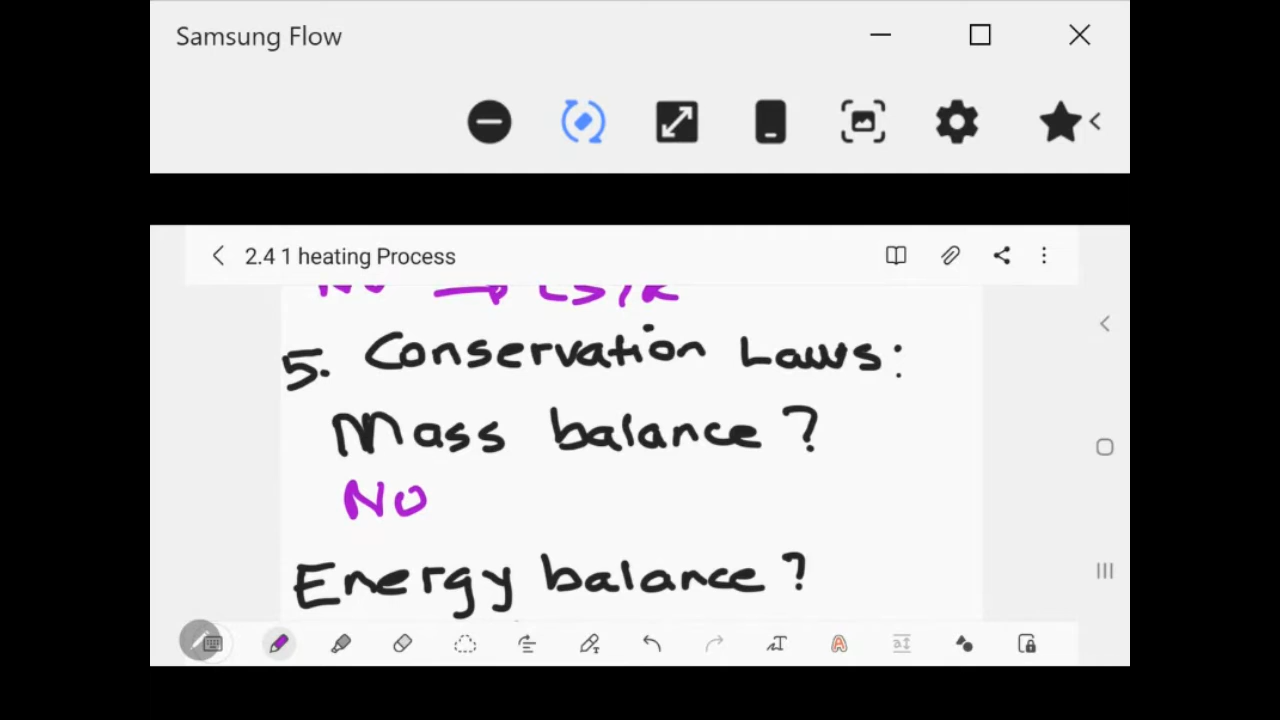 Samsung Flow
2.4 1 heating Process
5. Conservation Laws:
Mass balance?
No
Energy balance?